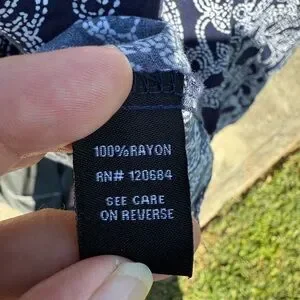 100%RAYON
RN# 120684
SEE CARE
ON REVERSE